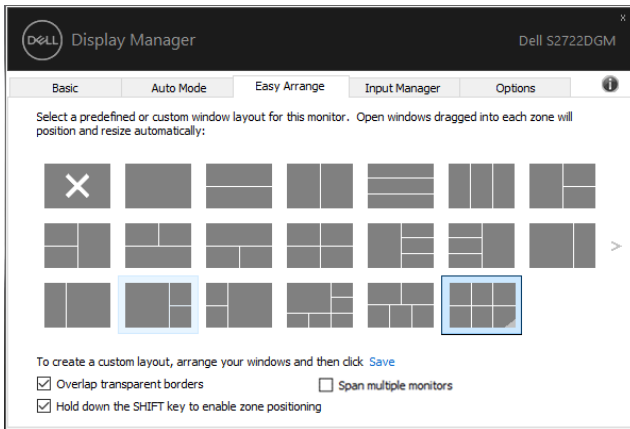 x
DELL Display Manager Dell S2722DGM
Basic Auto Mode Easy Arrange Input Manager Options i
Select a predefined or custom window layout for this monitor. Open windows dragged into each zone will
position and resize automatically:
>
To create a custom layout, arrange your windows and then click Save
Overlap transparent borders Span multiple monitors
Hold down the SHIFT key to enable zone positioning